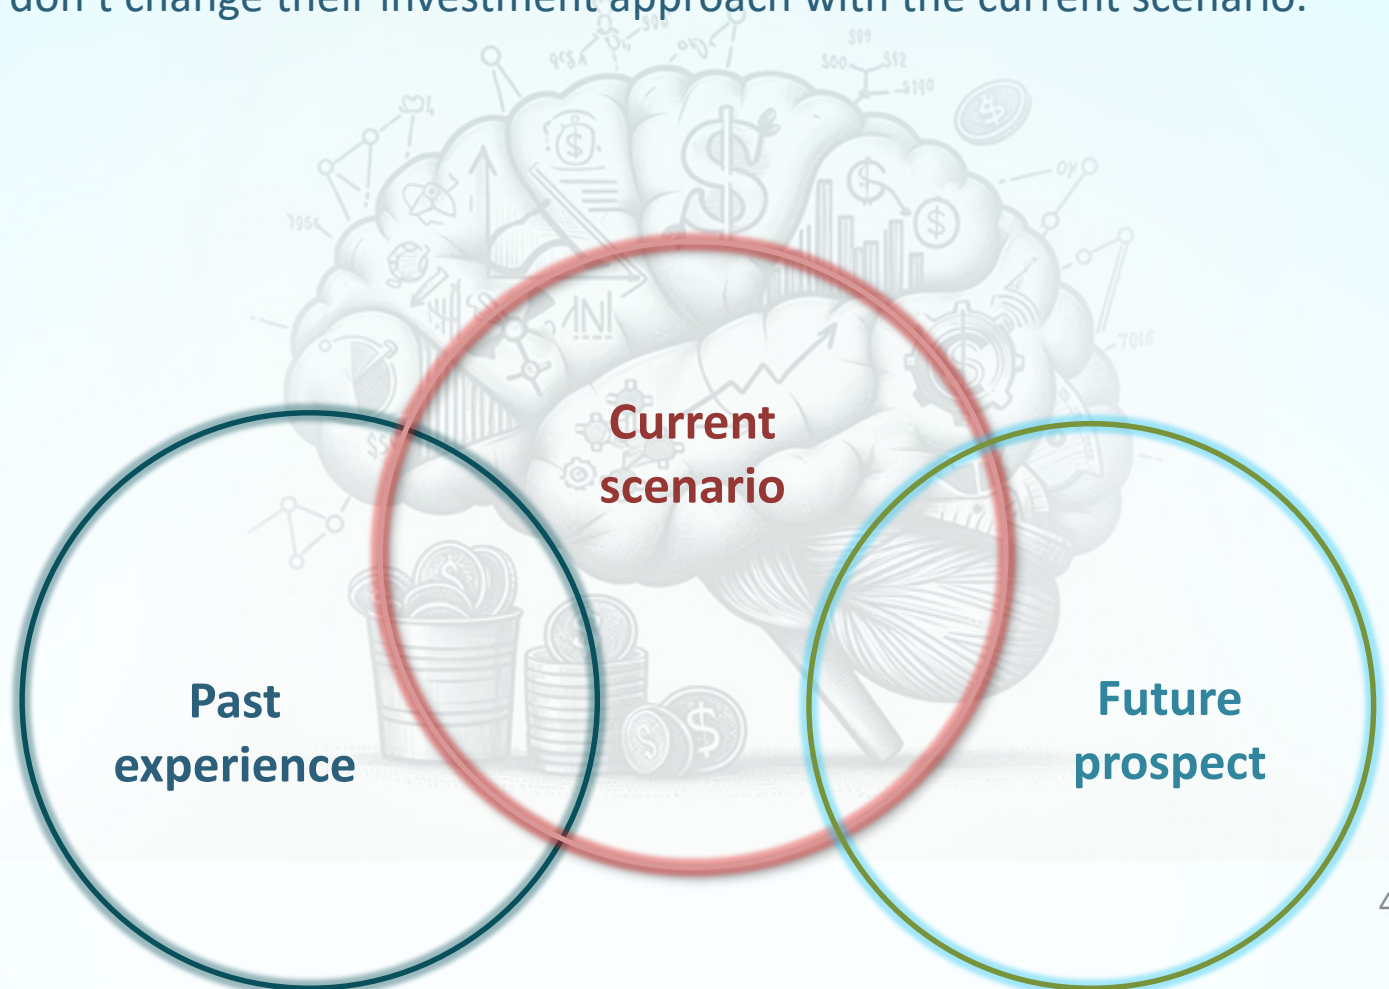 don't change their investment approach with the current scenario.
Current
scenario
Past
experience
Future
prospect